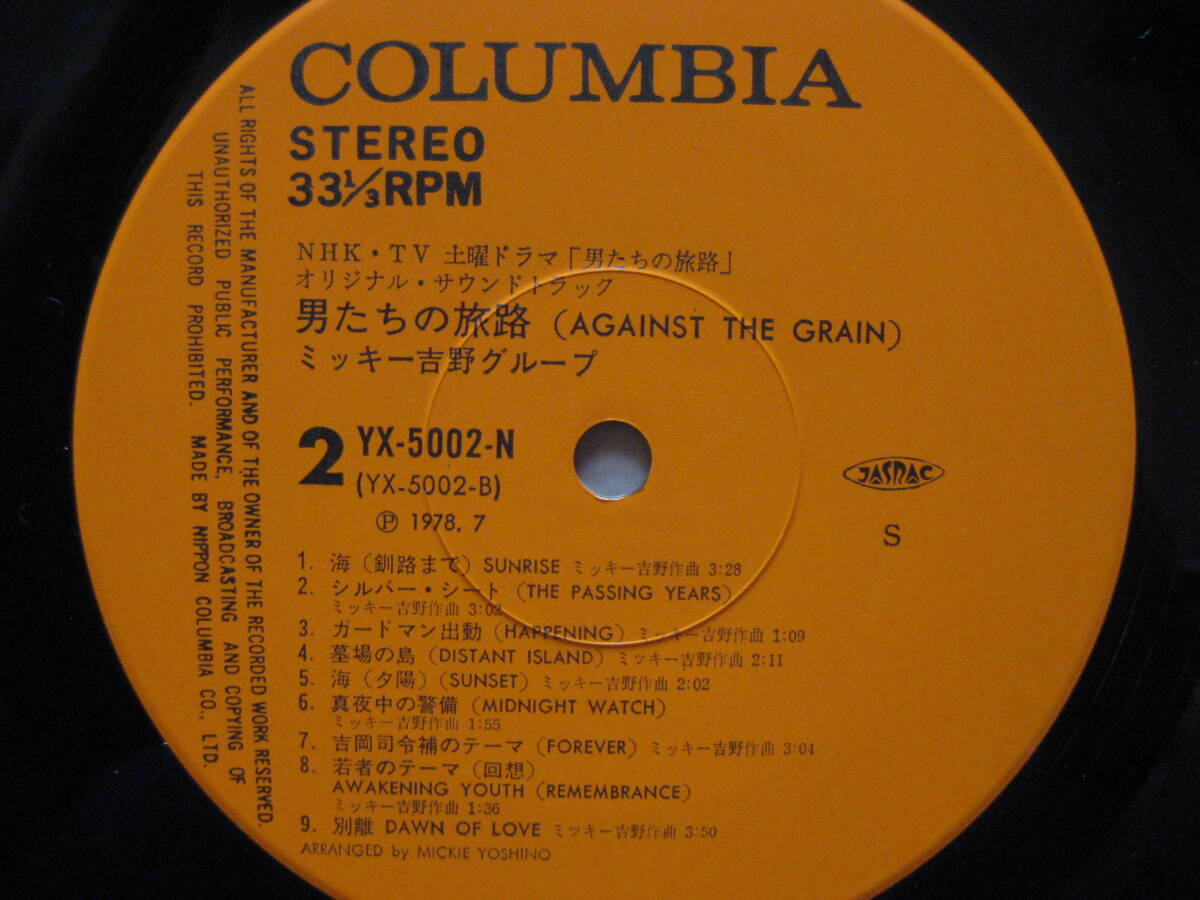 COLUMBIA
STEREO
33⅓RPM
NHK・TV 土曜ドラマ「男たちの旅路」
オリジナル・サウンドトラック
男たちの旅路 (AGAINST THE GRAIN)
ミッキー吉野グループ
2 YX-5002-N
(YX-5002-B)
Ⓟ 1978. 7
JASRAC
S
1. 海 (釧路まで) SUNRISE ミッキー吉野作曲 3:28
2. シルバー・シート (THE PASSING YEARS)
ミッキー吉野作曲 3:02
3. ガードマン出動 (HAPPENING) ミッキー吉野作曲 1:09
4. 墓場の島 (DISTANT ISLAND) ミッキー吉野作曲 2:11
5. 海 (夕陽) (SUNSET) ミッキー吉野作曲 2:02
6. 真夜中の警備 (MIDNIGHT WATCH)
ミッキー吉野作曲 1:55
7. 吉岡司令補のテーマ (FOREVER) ミッキー吉野作曲 3:04
8. 若者のテーマ (回想)
AWAKENING YOUTH (REMEMBRANCE)
ミッキー吉野作曲 1:36
9. 別離 DAWN OF LOVE ミッキー吉野作曲 3:50
ARRANGED by MICKIE YOSHINO
ALL RIGHTS OF THE MANUFACTURER AND OF THE OWNER OF THE RECORDED WORK RESERVED.
UNAUTHORIZED PUBLIC PERFORMANCE, BROADCASTING AND COPYING OF
THIS RECORD PROHIBITED. MADE BY NIPPON COLUMBIA CO., LTD.